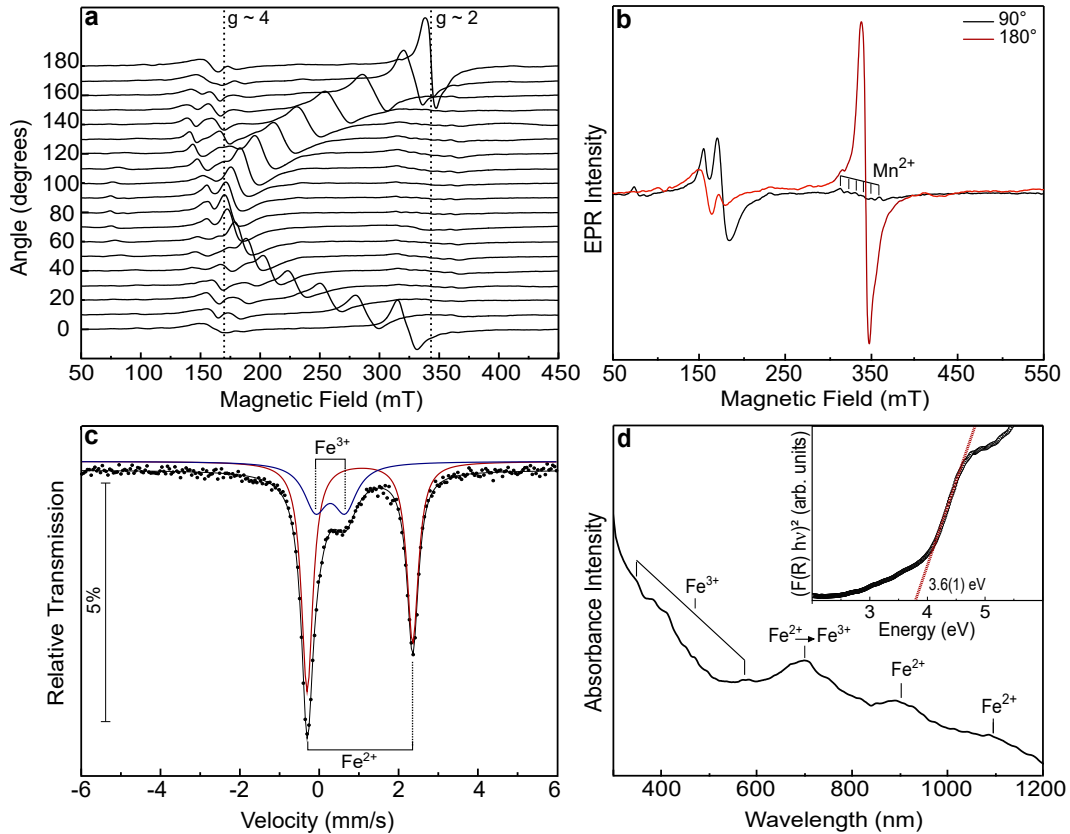 a
g ~ 4
g ~ 2
180
160
140
120
100
80
60
40
20
0
Angle (degrees)
50 100 150 200 250 300 350 400 450
Magnetic Field (mT)
b
90°
180°
Mn²⁺
EPR Intensity
50 150 250 350 450 550
Magnetic Field (mT)
c
Fe³⁺
5%
Fe²⁺
Relative Transmission
-6 -4 -2 0 2 4 6
Velocity (mm/s)
d
Fe³⁺
Fe²⁺ Fe³⁺
Fe²⁺
Fe²⁺
Absorbance Intensity
400 600 800 1000 1200
Wavelength (nm)
(F(R) hν)² (arb. units)
3.6(1) eV
3 4 5
Energy (eV)